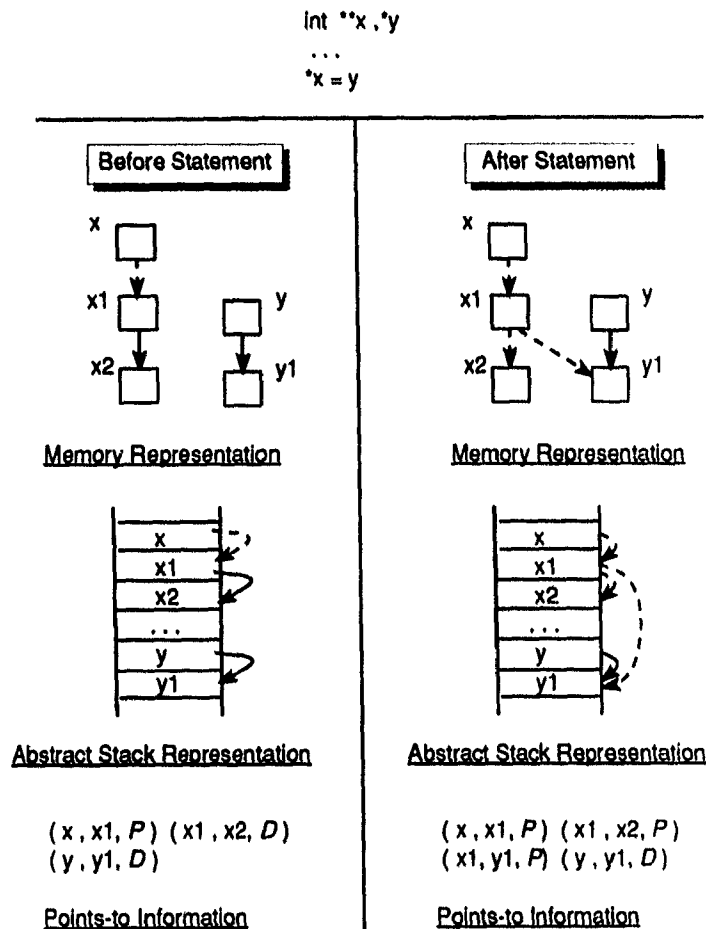 int **x ,*y
...
*x = y
Before Statement
x
x1
y
x2
y1
Memory Representation
x
x1
x2
...
y
y1
Abstract Stack Representation
( x , x1, P ) ( x1 , x2, D )
( y , y1, D )
Points-to Information
After Statement
x
x1
y
x2
y1
Memory Representation
x
x1
x2
...
y
y1
Abstract Stack Representation
( x , x1, P ) ( x1 , x2, P )
( x1, y1, P) ( y , y1, D )
Points-to Information